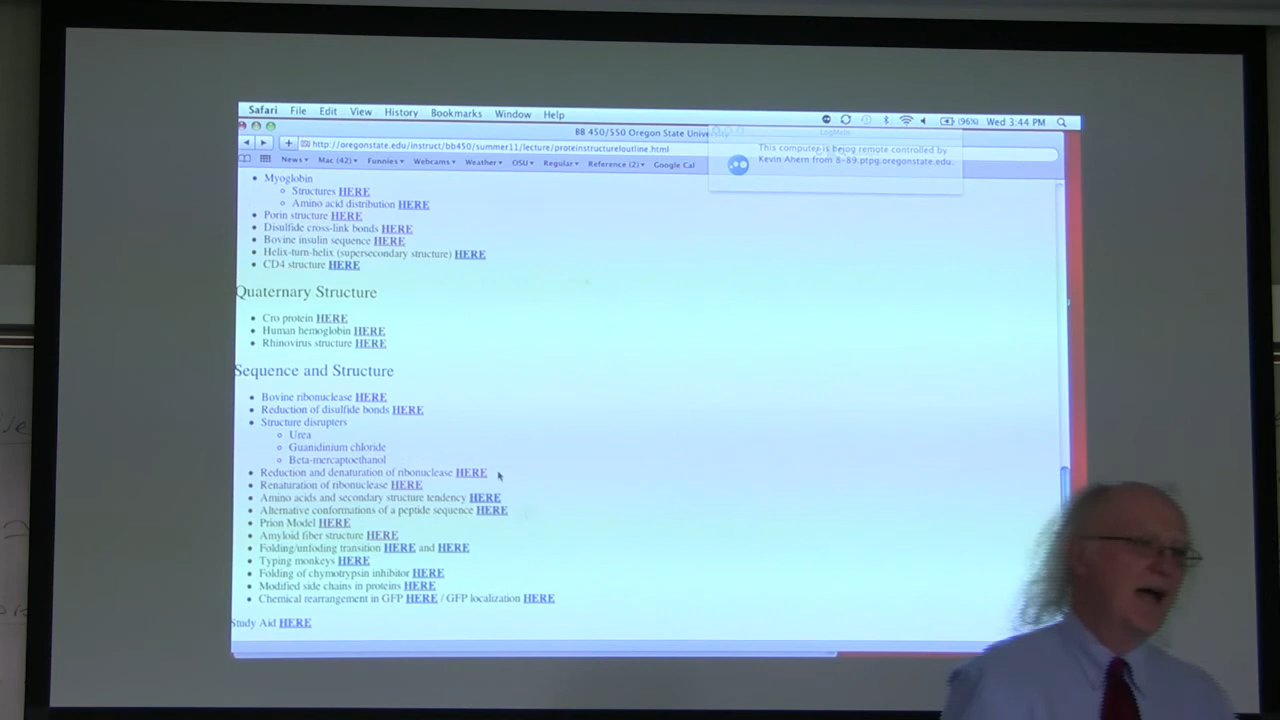 Safari File Edit View History Bookmarks Window Help (96%) Wed 3:44 PM
BB 450/550 Oregon State Univ
LogMeIn
http://oregonstate.edu/instruct/bb450/summer11/lecture/proteinstructureloutline.html
This computer is being remote controlled by
Kevin Ahern from 8-89.ptpg.oregonstate.edu.
News Mac (42) Funnies Webcams Weather OSU Regular Reference (2) Google Cal
Myoglobin
Structures HERE
Amino acid distribution HERE
Porin structure HERE
Disulfide cross-link bonds HERE
Bovine insulin sequence HERE
Helix-turn-helix (supersecondary structure) HERE
CD4 structure HERE
Quaternary Structure
Cro protein HERE
Human hemoglobin HERE
Rhinovirus structure HERE
Sequence and Structure
Bovine ribonuclease HERE
Reduction of disulfide bonds HERE
Structure disrupters
Urea
Guanidinium chloride
Beta-mercaptoethanol
Reduction and denaturation of ribonuclease HERE
Renaturation of ribonuclease HERE
Amino acids and secondary structure tendency HERE
Alternative conformations of a peptide sequence HERE
Prion Model HERE
Amyloid fiber structure HERE
Folding/unfoding transition HERE and HERE
Typing monkeys HERE
Folding of chymotrypsin inhibitor HERE
Modified side chains in proteins HERE
Chemical rearrangement in GFP HERE / GFP localization HERE
Study Aid HERE